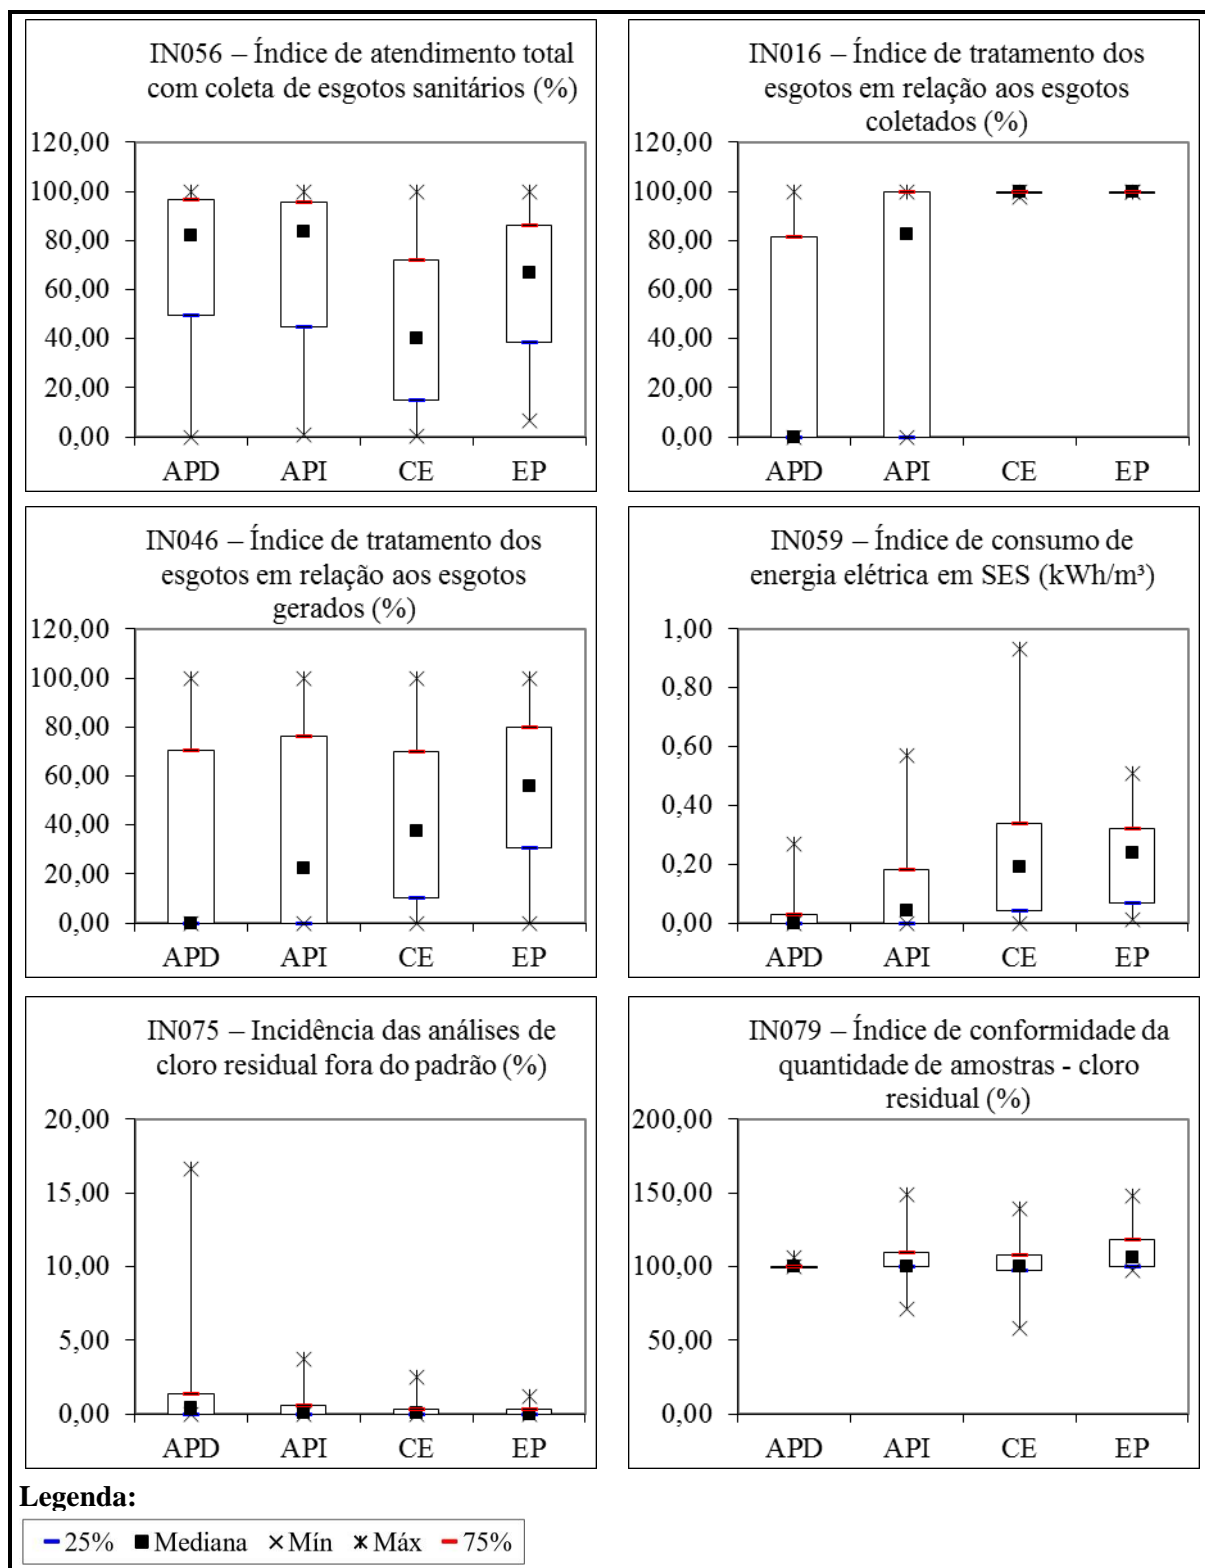 IN056 – Índice de atendimento total
com coleta de esgotos sanitários (%)
120,00
100,00
80,00
60,00
40,00
20,00
0,00
APD API CE EP
IN016 – Índice de tratamento dos
esgotos em relação aos esgotos
coletados (%)
120,00
100,00
80,00
60,00
40,00
20,00
0,00
APD API CE EP
IN046 – Índice de tratamento dos
esgotos em relação aos esgotos
gerados (%)
120,00
100,00
80,00
60,00
40,00
20,00
0,00
APD API CE EP
IN059 – Índice de consumo de
energia elétrica em SES (kWh/m³)
1,00
0,80
0,60
0,40
0,20
0,00
APD API CE EP
IN075 – Incidência das análises de
cloro residual fora do padrão (%)
20,00
15,00
10,00
5,00
0,00
APD API CE EP
IN079 – Índice de conformidade da
quantidade de amostras - cloro
residual (%)
200,00
150,00
100,00
50,00
0,00
APD API CE EP
Legenda:
25% Mediana Mín Máx 75%